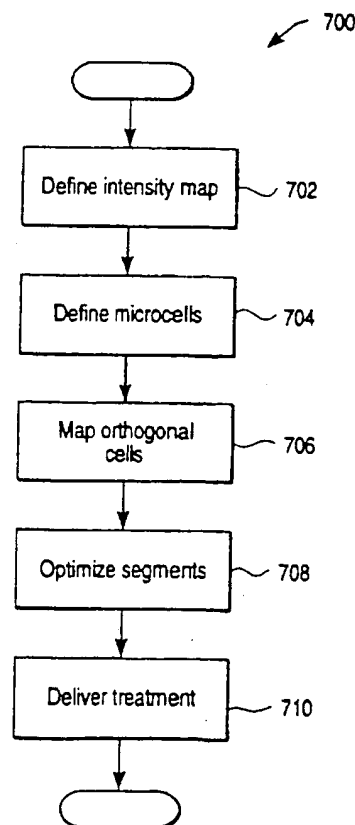 700
Define intensity map
702
Define microcells
704
Map orthogonal
cells
706
Optimize segments
708
Deliver treatment
710